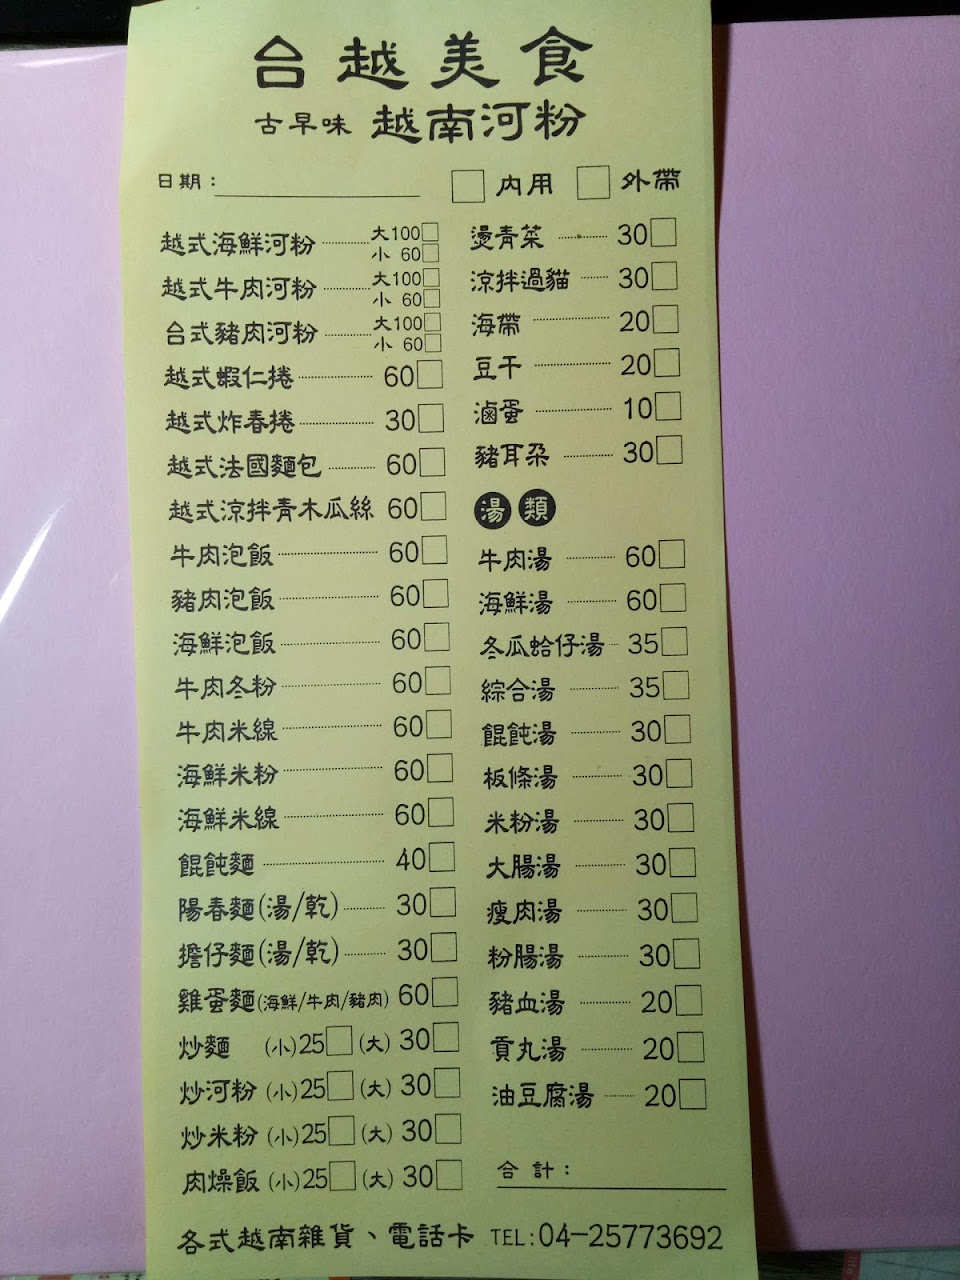 台越美食
古早味 越南河粉
日期：
□ 內用 □ 外帶
越式海鮮河粉 大100□ 小 60□
越式牛肉河粉 大100□ 小 60□
台式豬肉河粉 大100□ 小 60□
越式蝦仁捲 60□
越式炸春捲 30□
越式法國麵包 60□
越式涼拌青木瓜絲 60□
牛肉泡飯 60□
豬肉泡飯 60□
海鮮泡飯 60□
牛肉冬粉 60□
牛肉米線 60□
海鮮米粉 60□
海鮮米線 60□
餛飩麵 40□
陽春麵(湯/乾) 30□
擔仔麵(湯/乾) 30□
雞蛋麵(海鮮/牛肉/豬肉) 60□
炒麵 (小)25□(大) 30□
炒河粉 (小)25□(大) 30□
炒米粉 (小)25□(大) 30□
肉燥飯 (小)25□(大) 30□
燙青菜 30□
涼拌過貓 30□
海帶 20□
豆干 20□
滷蛋 10□
豬耳朵 30□
湯類
牛肉湯 60□
海鮮湯 60□
冬瓜蛤仔湯 35□
綜合湯 35□
餛飩湯 30□
板條湯 30□
米粉湯 30□
大腸湯 30□
瘦肉湯 30□
粉腸湯 30□
豬血湯 20□
貢丸湯 20□
油豆腐湯 20□
合計：
各式越南雜貨、電話卡 TEL:04-25773692